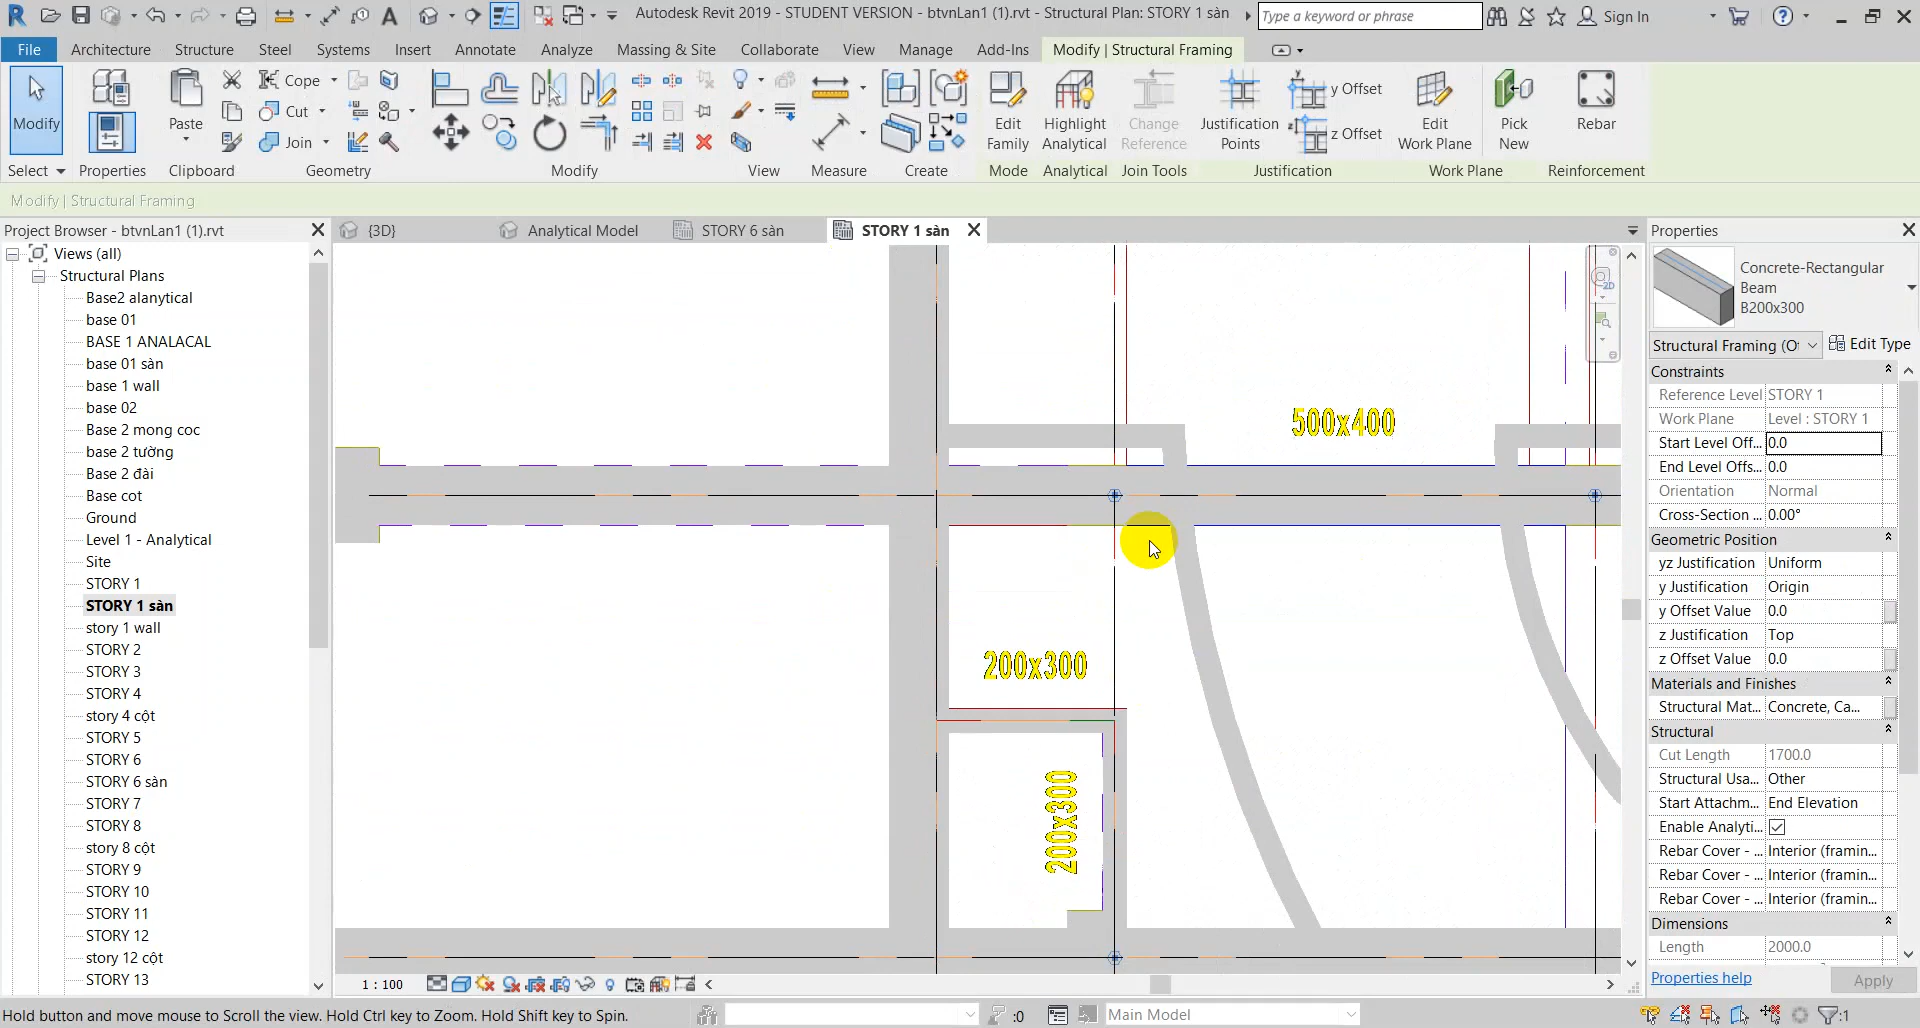 Autodesk Revit 2019 - STUDENT VERSION - btvnLan1 (1).rvt - Structural Plan: STORY 1 sàn
Type a keyword or phrase
Sign In
File Architecture Structure Steel Systems Insert Annotate Analyze Massing & Site Collaborate View Manage Add-Ins Modify | Structural Framing
Modify
Paste
Cope
Cut
Join
Edit Family
Highlight Analytical
Change Reference
Justification Points
y Offset
z Offset
Edit Work Plane
Pick New
Rebar
Select Properties Clipboard Geometry Modify View Measure Create Mode Analytical Join Tools Justification Work Plane Reinforcement
Modify | Structural Framing
Project Browser - btvnLan1 (1).rvt
Views (all)
Structural Plans
Base2 alanytical
base 01
BASE 1 ANALACAL
base 01 sàn
base 1 wall
base 02
Base 2 mong coc
base 2 tường
Base 2 đài
Base cot
Ground
Level 1 - Analytical
Site
STORY 1
STORY 1 sàn
story 1 wall
STORY 2
STORY 3
STORY 4
story 4 cột
STORY 5
STORY 6
STORY 6 sàn
STORY 7
STORY 8
story 8 cột
STORY 9
STORY 10
STORY 11
STORY 12
story 12 cột
STORY 13
{3D}
Analytical Model
STORY 6 sàn
STORY 1 sàn
500x400
200x300
200x300
2D
1 : 100
Properties
Concrete-Rectangular
Beam
B200x300
Structural Framing (Ot
Edit Type
Constraints
Reference Level STORY 1
Work Plane Level : STORY 1
Start Level Off... 0.0
End Level Offs... 0.0
Orientation Normal
Cross-Section ... 0.00°
Geometric Position
yz Justification Uniform
y Justification Origin
y Offset Value 0.0
z Justification Top
z Offset Value 0.0
Materials and Finishes
Structural Mat... Concrete, Ca...
Structural
Cut Length 1700.0
Structural Usa... Other
Start Attachm... End Elevation
Enable Analyti...
Rebar Cover - ... Interior (framin...
Rebar Cover - ... Interior (framin...
Rebar Cover - ... Interior (framin...
Dimensions
Length 2000.0
Properties help
Apply
Hold button and move mouse to Scroll the view. Hold Ctrl key to Zoom. Hold Shift key to Spin.
:0
Main Model
:1